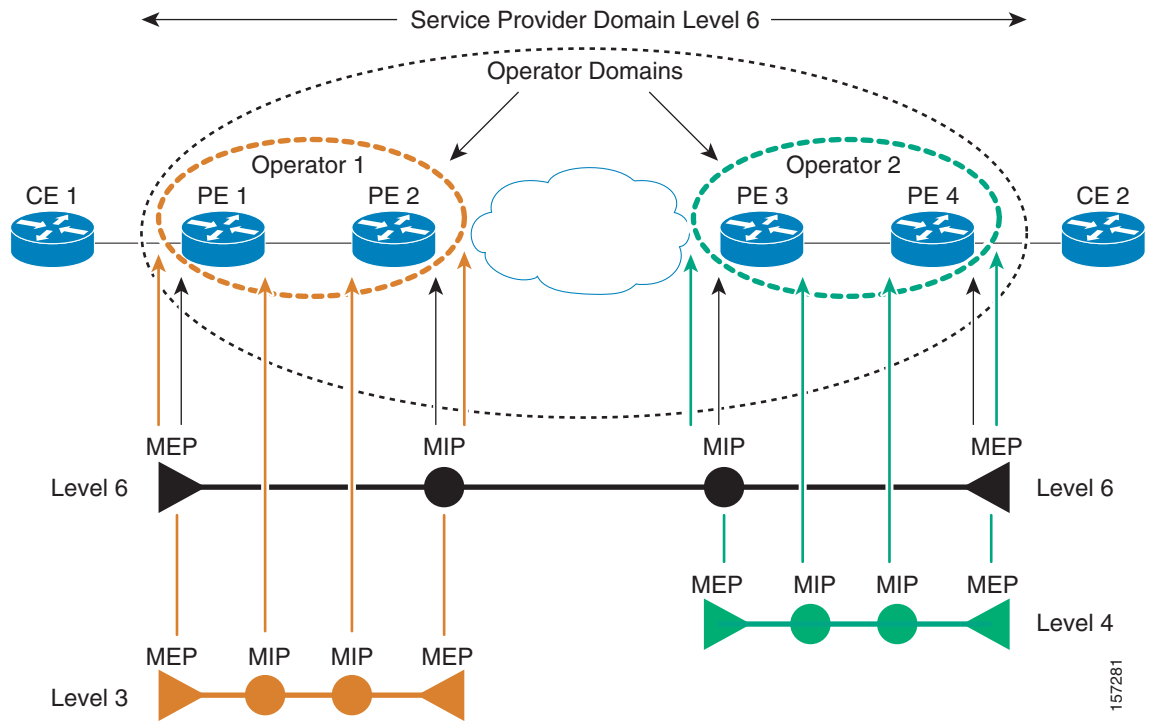 Service Provider Domain Level 6
Operator Domains
Operator 1
Operator 2
CE 1
PE 1
PE 2
PE 3
PE 4
CE 2
MEP
MIP
MIP
MEP
Level 6
Level 6
MEP
MIP
MIP
MEP
Level 4
MEP
MIP
MIP
MEP
Level 3
157281